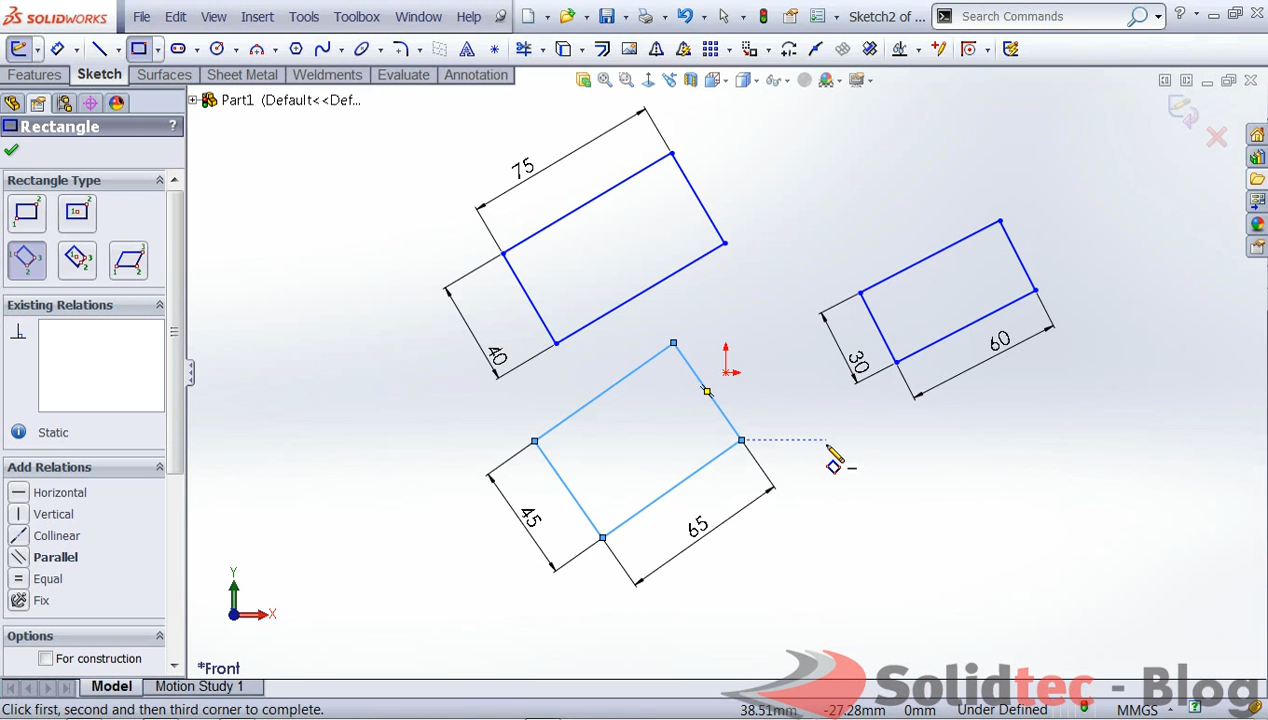 SOLIDWORKS File Edit View Insert Tools Toolbox Window Help Sketch2 of ... Search Commands ?
Features Sketch Surfaces Sheet Metal Weldments Evaluate Annotation
Part1 (Default<<Def...
Rectangle ?
Rectangle Type
Existing Relations
Static
Add Relations
Horizontal
Vertical
Collinear
Parallel
Equal
Fix
Options
For construction
75
40
60
30
45
65
Y
X
*Front
Model Motion Study 1
Solidtec - Blog
Click first, second and then third corner to complete. 38.51mm -27.28mm 0mm Under Defined MMGS